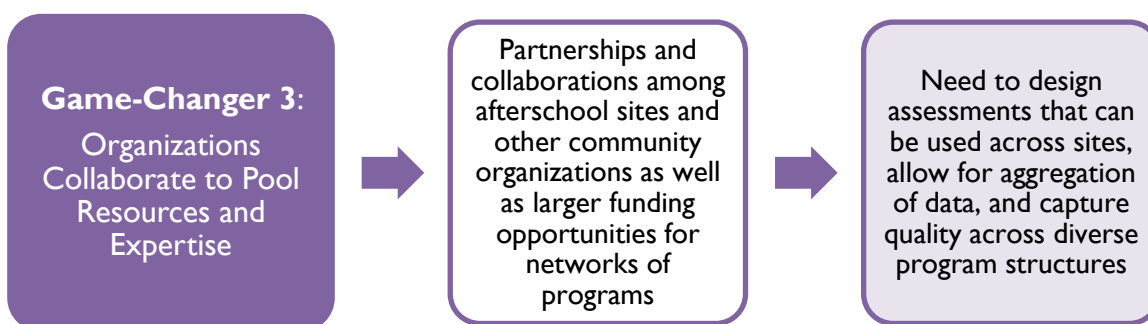 Game-Changer 3:
Organizations
Collaborate to Pool
Resources and
Expertise
Partnerships and
collaborations among
afterschool sites and
other community
organizations as well
as larger funding
opportunities for
networks of
programs
Need to design
assessments that can
be used across sites,
allow for aggregation
of data, and capture
quality across diverse
program structures